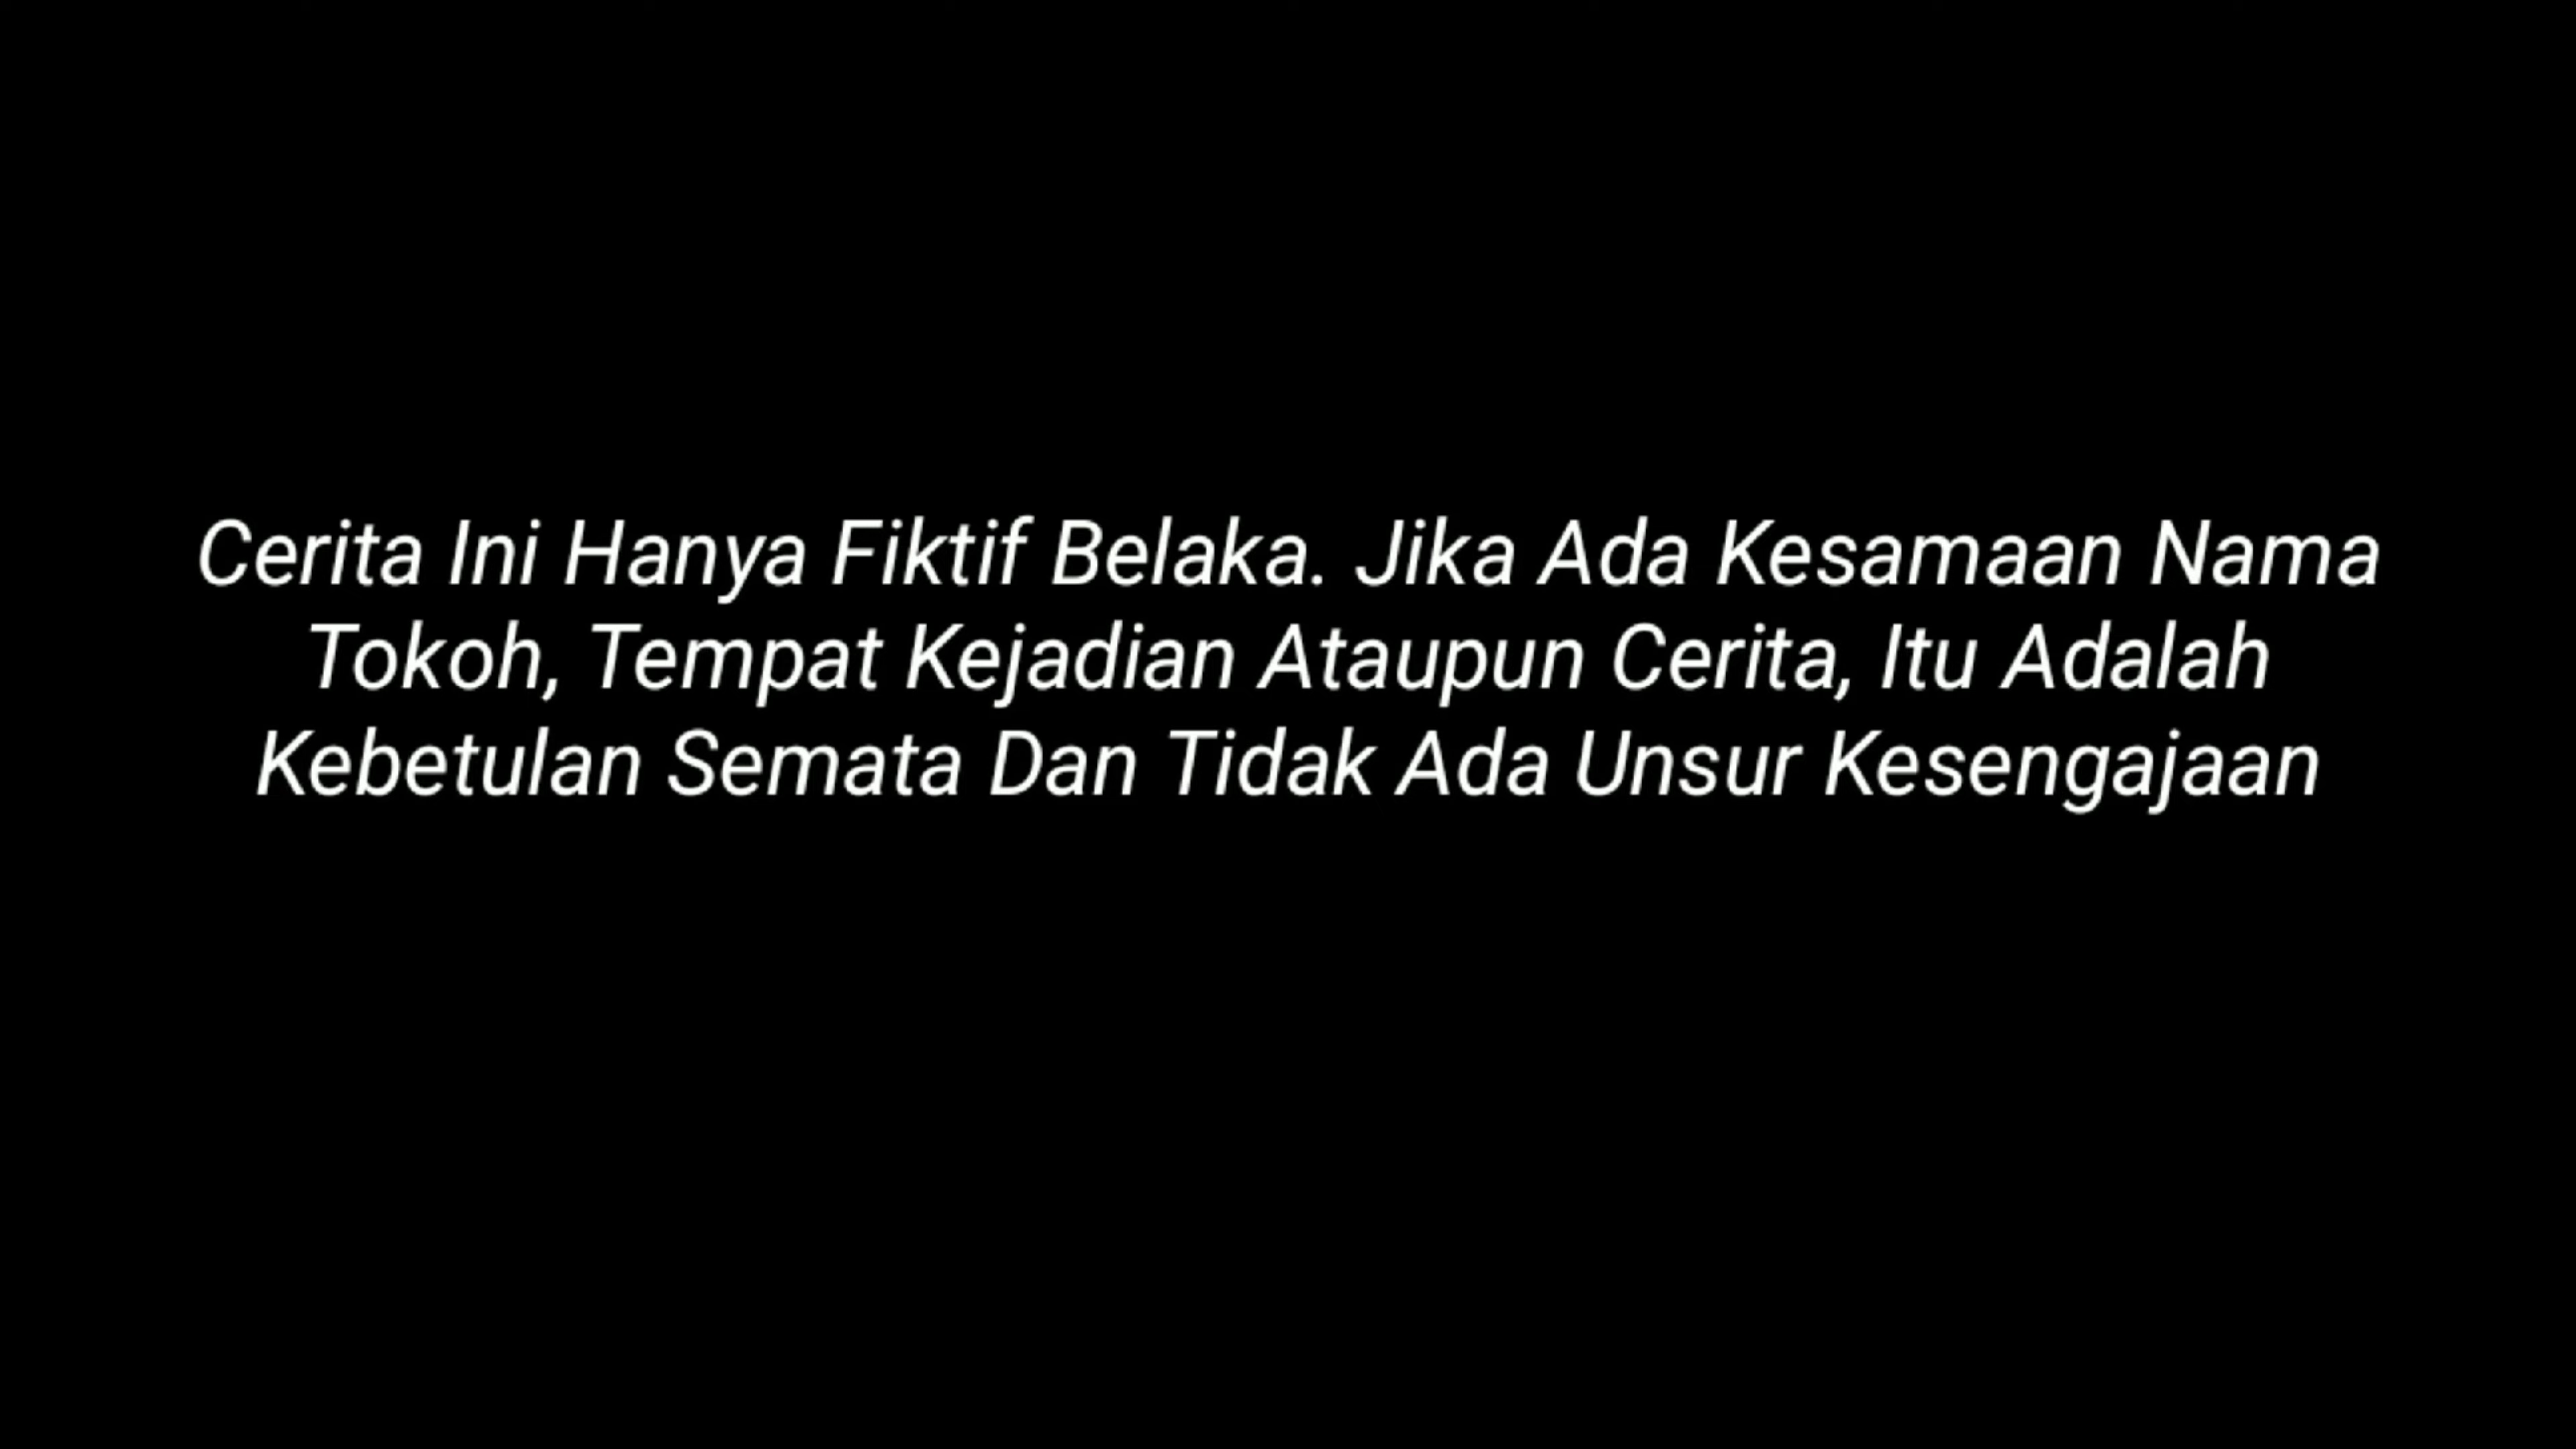 Cerita Ini Hanya Fiktif Belaka. Jika Ada Kesamaan Nama
Tokoh, Tempat Kejadian Ataupun Cerita, Itu Adalah
Kebetulan Semata Dan Tidak Ada Unsur Kesengajaan